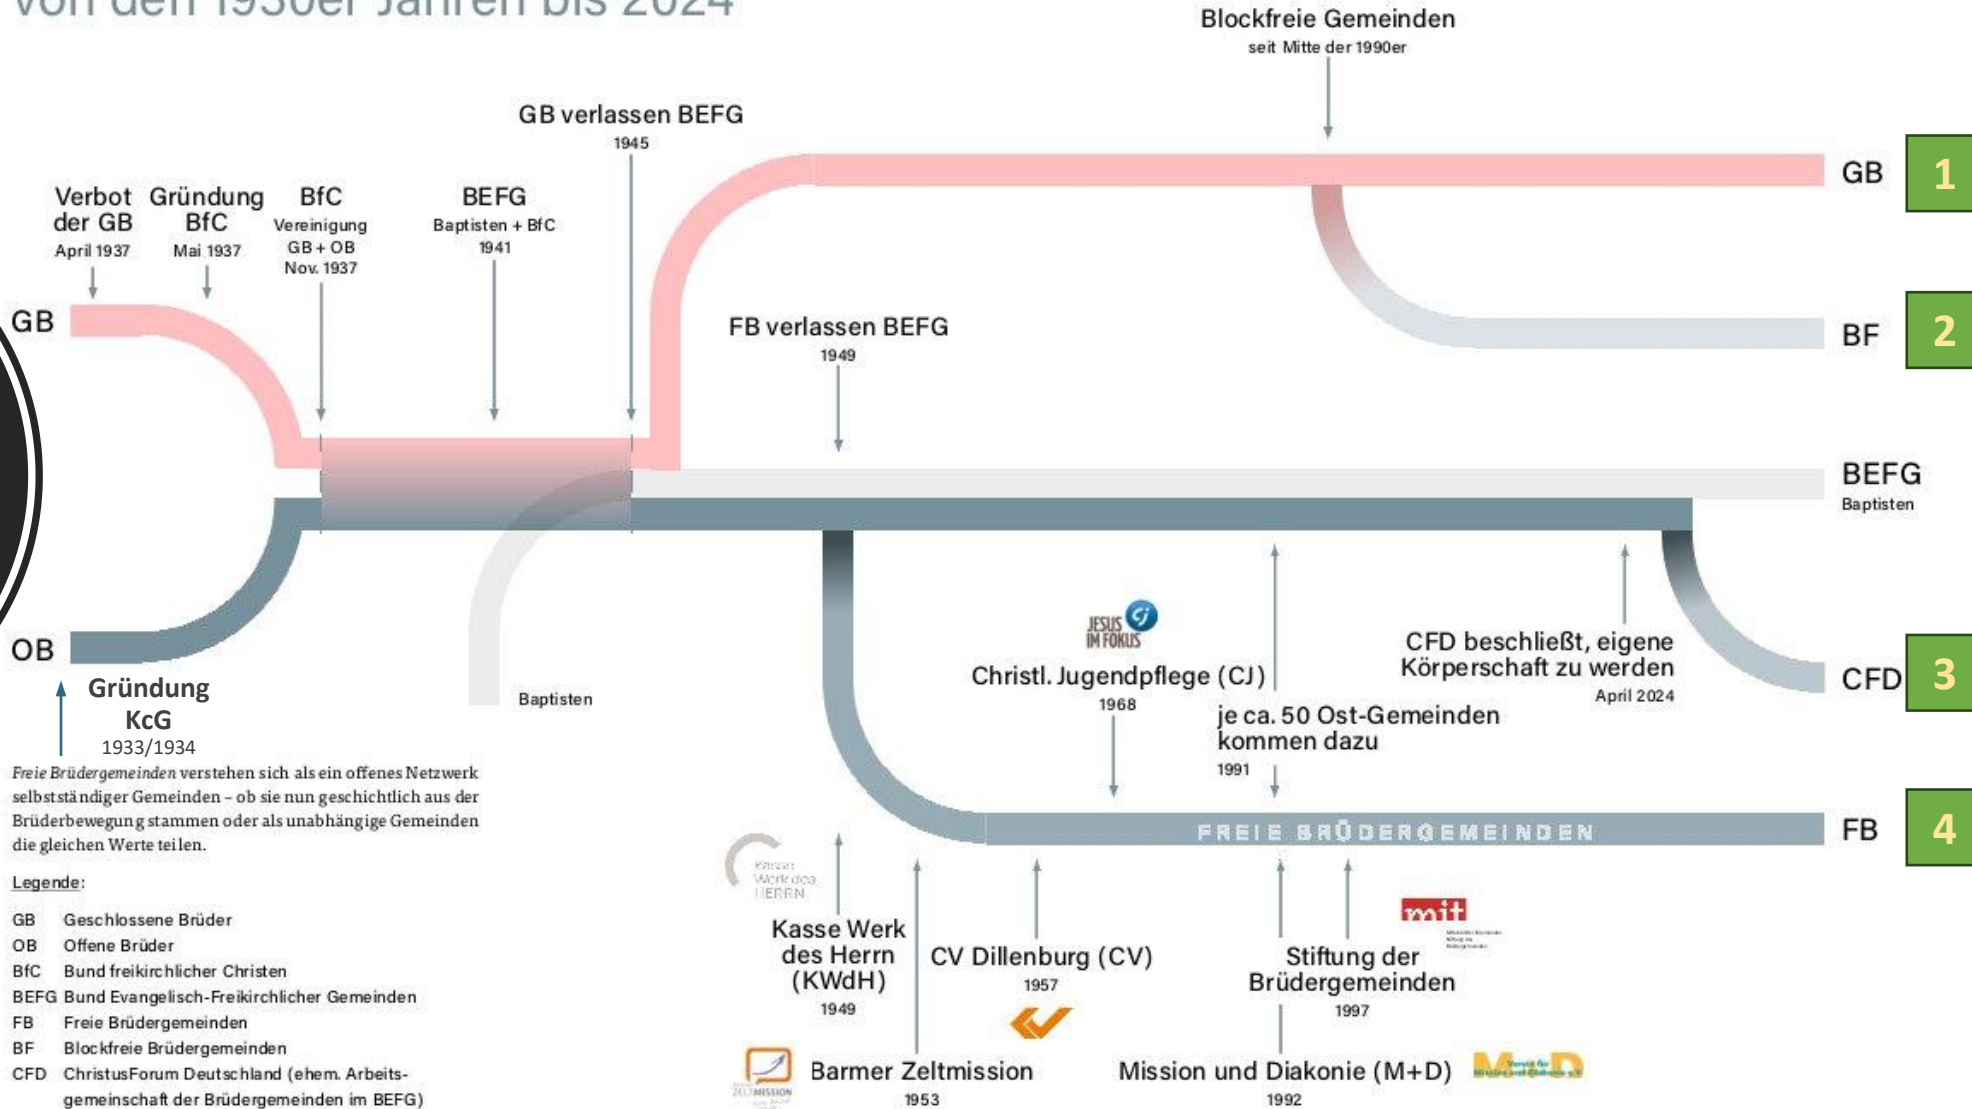 von den 1930er Jahren bis 2024
Blockfreie Gemeinden
seit Mitte der 1990er
GB verlassen BEFG
1945
Verbot
der GB
April 1937
Gründung
BfC
Mai 1937
BfC
Vereinigung
GB + OB
Nov. 1937
BEFG
Baptisten + BfC
1941
GB
1
BF
2
GB
FB verlassen BEFG
1949
BEFG
Baptisten
OB
Gründung
KcG
1933/1934
Baptisten
JESUS
IM FOKUS
cj
Christl. Jugendpflege (CJ)
1968
je ca. 50 Ost-Gemeinden
kommen dazu
1991
CFD beschließt, eigene
Körperschaft zu werden
April 2024
CFD
3
FREIE BRÜDERGEMEINDEN
FB
4
Freie Brüdergemeinden verstehen sich als ein offenes Netzwerk
selbstständiger Gemeinden – ob sie nun geschichtlich aus der
Brüderbewegung stammen oder als unabhängige Gemeinden
die gleichen Werte teilen.
Legende:
GB Geschlossene Brüder
OB Offene Brüder
BfC Bund freikirchlicher Christen
BEFG Bund Evangelisch-Freikirchlicher Gemeinden
FB Freie Brüdergemeinden
BF Blockfreie Brüdergemeinden
CFD ChristusForum Deutschland (ehem. Arbeits-
gemeinschaft der Brüdergemeinden im BEFG)
Kasse
Werk des
HERRN
Kasse Werk
des Herrn
(KWdH)
1949
ZELTMISSION
Barmer Zeltmission
1953
CV Dillenburg (CV)
1957
mit
Stiftung der
Brüdergemeinden
1997
Mission und Diakonie (M+D)
1992
M+D